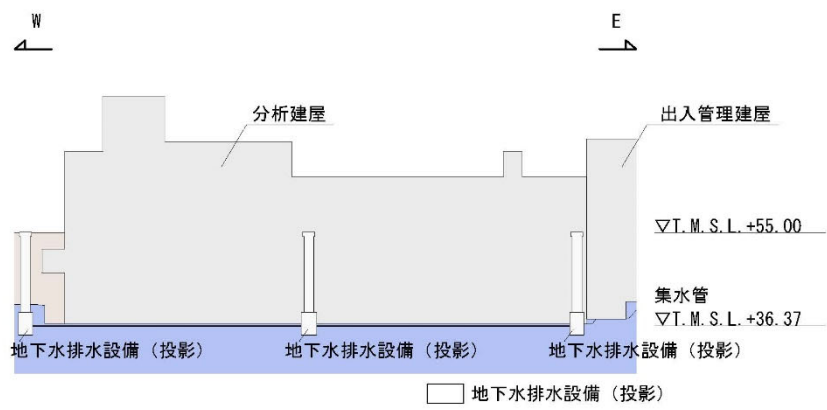 W
E
分析建屋
出入管理建屋
▽T.M.S.L.+55.00
集水管
▽T.M.S.L.+36.37
地下水排水設備(投影)
地下水排水設備(投影)
地下水排水設備(投影)
地下水排水設備(投影)